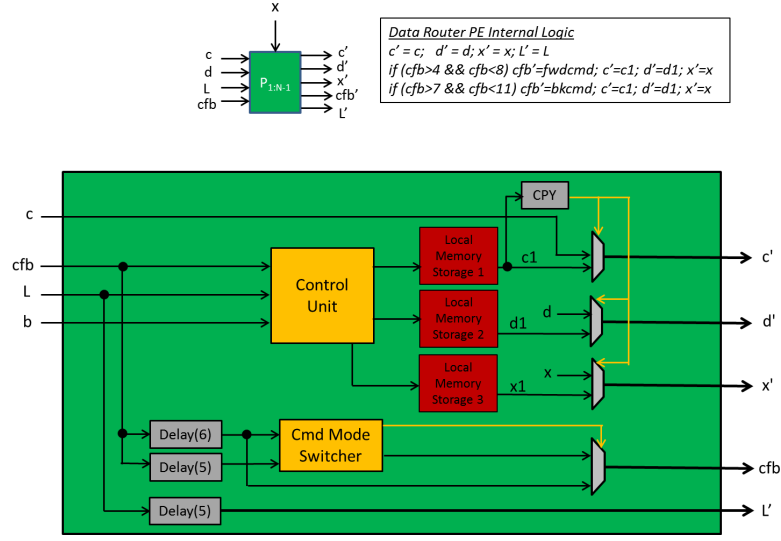 x
c
d
L
cfb
P1:N-1
c'
d'
x'
cfb'
L'
Data Router PE Internal Logic
c' = c; d' = d; x' = x; L' = L
if (cfb>4 && cfb<8) cfb'=fwdcmd; c'=c1; d'=d1; x'=x
if (cfb>7 && cfb<11) cfb'=bkcmd; c'=c1; d'=d1; x'=x
CPY
c
Local
Memory
Storage 1
c1
c'
cfb
L
b
Control
Unit
Local
Memory
Storage 2
d
d1
d'
Local
Memory
Storage 3
x
x1
x'
Delay(6)
Delay(5)
Cmd Mode
Switcher
cfb
Delay(5)
L'